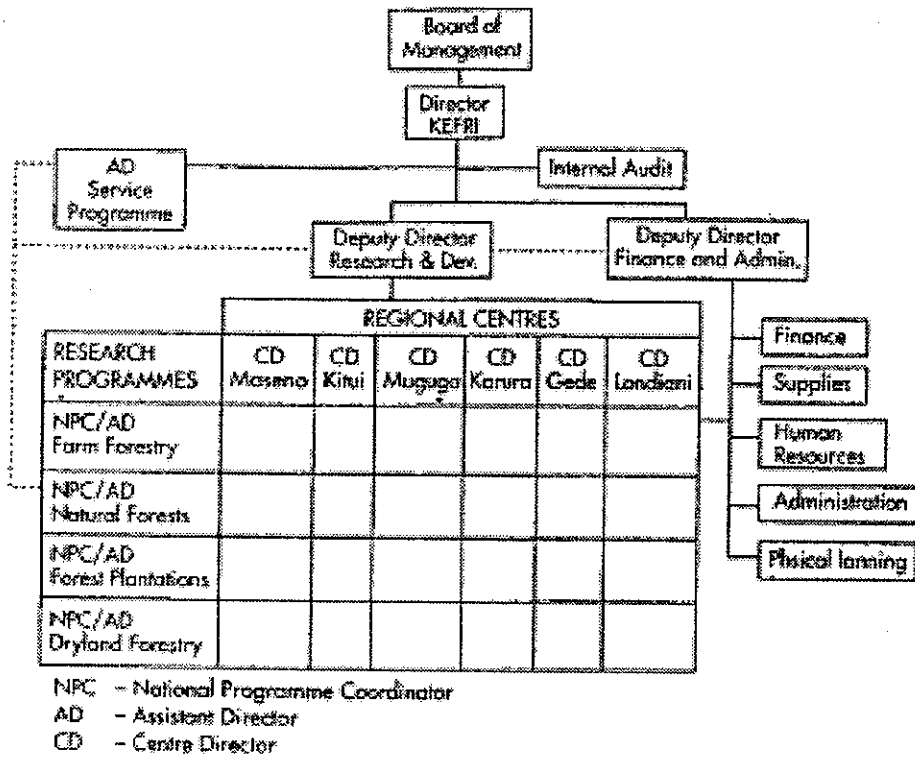 Board of
Management
Director
KEFRI
AD
Service
Programme
Internal Audit
Deputy Director
Research & Dev.
Deputy Director
Finance and Admin.
REGIONAL CENTRES
RESEARCH
PROGRAMMES
CD
Maseno
CD
Kitui
CD
Muguga
CD
Karura
CD
Gede
CD
Londiani
NPC/AD
Farm Forestry
NPC/AD
Natural Forests
NPC/AD
Forest Plantations
NPC/AD
Dryland Forestry
Finance
Supplies
Human
Resources
Administration
Phsical lanning
NPC – National Programme Coordinator
AD – Assistant Director
CD – Centre Director